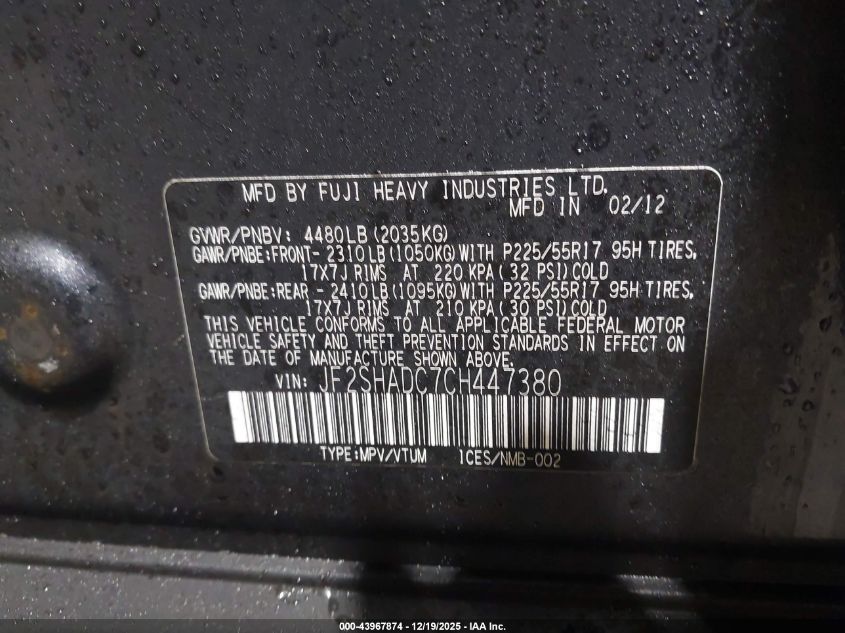 MFD BY FUJI HEAVY INDUSTRIES LTD.
MFD IN 02/12
GVWR/PNBV: 4480LB (2035KG)
GAWR/PNBE:FRONT- 2310LB (1050KG) WITH P225/55R17 95H TIRES,
17X7J RIMS AT 220 KPA (32 PSI) COLD
GAWR/PNBE:REAR - 2410LB (1095KG) WITH P225/55R17 95H TIRES,
17X7J RIMS AT 210 KPA (30 PSI) COLD
THIS VEHICLE CONFORMS TO ALL APPLICABLE FEDERAL MOTOR
VEHICLE SAFETY AND THEFT PREVENTION STANDARDS IN EFFECT ON
THE DATE OF MANUFACTURE SHOWN ABOVE.
VIN: JF2SHADC7CH447380
TYPE:MPV/VTUM ICES/NMB-002
000-43967874 / 12/19/2025 - IAA Inc.